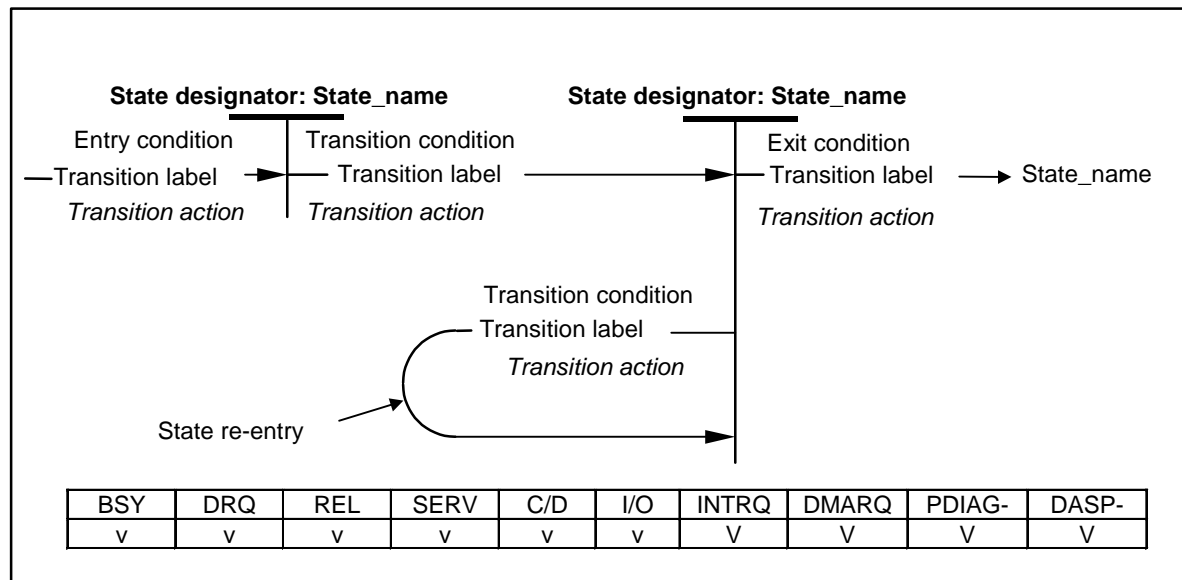 State designator: State_name State designator: State_name
Entry condition Transition condition Exit condition
Transition label Transition label Transition label State_name
Transition action Transition action Transition action
Transition condition
Transition label
Transition action
State re-entry
BSY DRQ REL SERV C/D I/O INTRQ DMARQ PDIAG- DASP-
v v v v v v V V V V